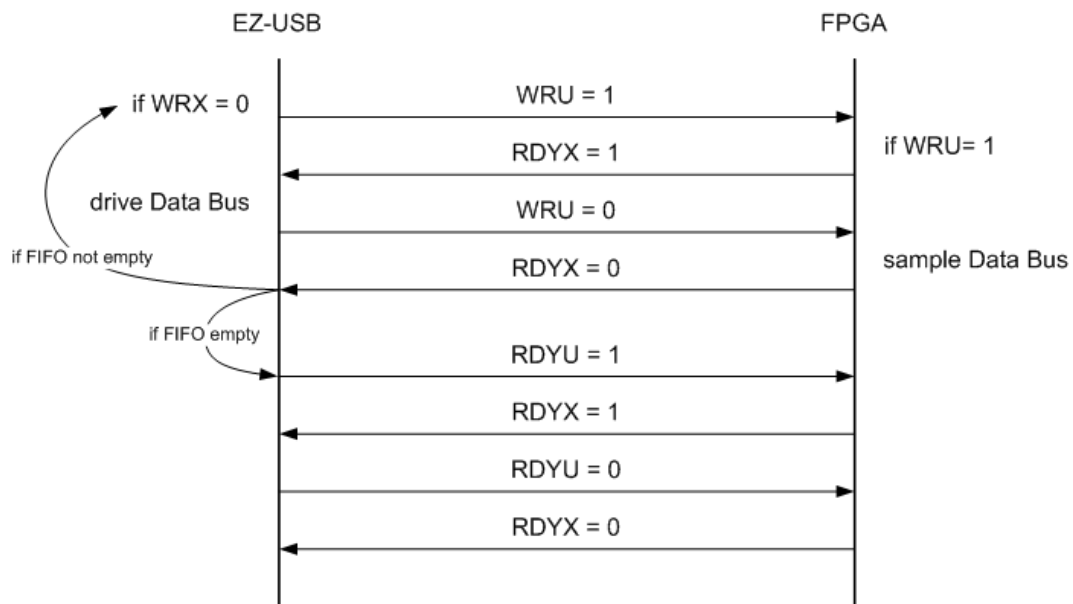 EZ-USB
FPGA
if WRX = 0
WRU = 1
if WRU= 1
RDYX = 1
drive Data Bus
WRU = 0
if FIFO not empty
RDYX = 0
sample Data Bus
if FIFO empty
RDYU = 1
RDYX = 1
RDYU = 0
RDYX = 0